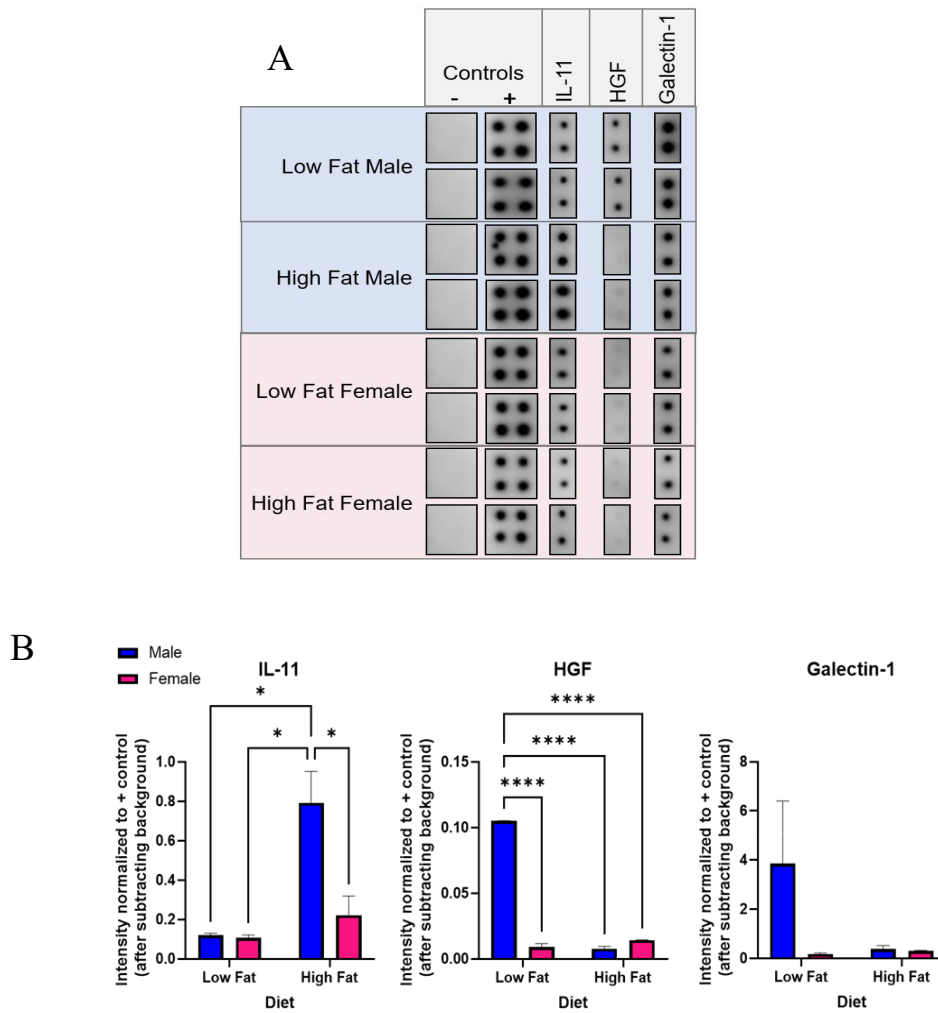 A
Controls
- +
IL-11
HGF
Galectin-1
Low Fat Male
High Fat Male
Low Fat Female
High Fat Female
B
Male
Female
IL-11
*
*
*
Intensity normalized to + control
(after subtracting background)
1.0
0.8
0.6
0.4
0.2
0.0
Low Fat
High Fat
Diet
HGF
****
****
****
Intensity normalized to + control
(after subtracting background)
0.15
0.10
0.05
0.00
Low Fat
High Fat
Diet
Galectin-1
Intensity normalized to + control
(after subtracting background)
8
6
4
2
0
Low Fat
High Fat
Diet